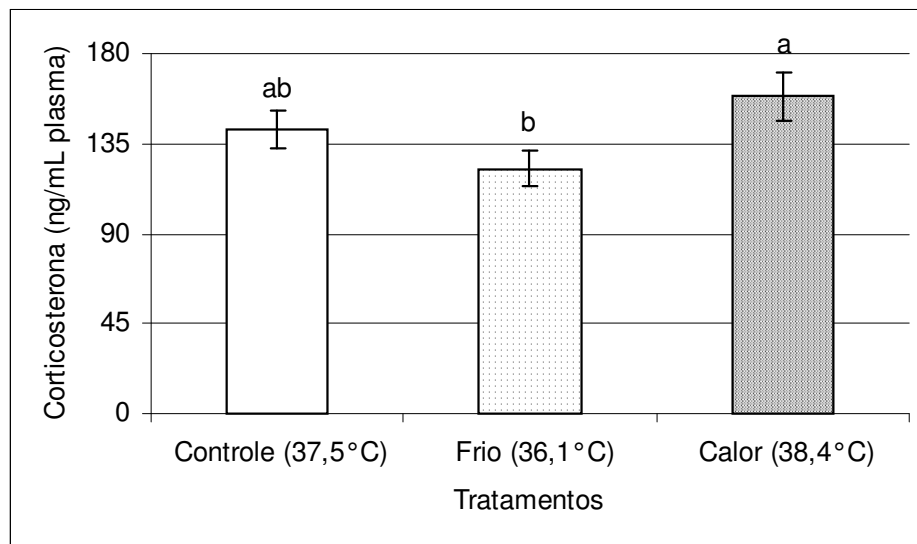 Corticosterona (ng/mL plasma)
180
135
90
45
0
ab
b
a
Controle (37,5°C)
Frio (36,1°C)
Calor (38,4°C)
Tratamentos